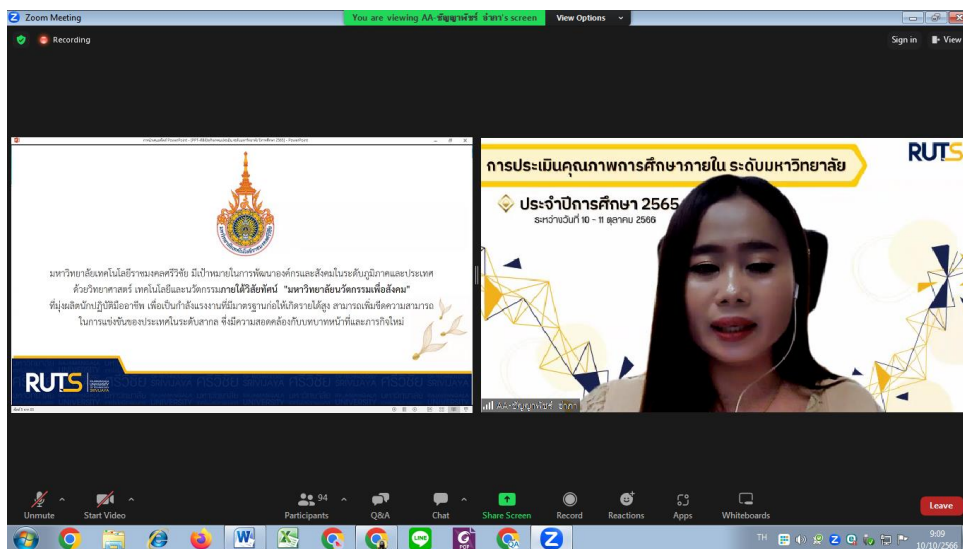 Zoom Meeting
You are viewing AA-ชัญญาพัชร์ ขำภา's screen
View Options
Recording
Sign in
View
มหาวิทยาลัยเทคโนโลยีราชมงคลศรีวิชัย มีเป้าหมายในการพัฒนาองค์กรและสังคมในระดับภูมิภาคและประเทศ
ด้วยวิทยาศาสตร์ เทคโนโลยีและนวัตกรรมภายใต้วิสัยทัศน์ "มหาวิทยาลัยนวัตกรรมเพื่อสังคม"
ที่มุ่งผลิตนักปฏิบัติมืออาชีพ เพื่อเป็นกำลังแรงงานที่มีมาตรฐานก่อให้เกิดรายได้สูง สามารถเพิ่มขีดความสามารถ
ในการแข่งขันของประเทศในระดับสากล ซึ่งมีความสอดคล้องกับบทบาทหน้าที่และภารกิจใหม่
RUTS
RUTS
การประเมินคุณภาพการศึกษาภายใน ระดับมหาวิทยาลัย
ประจำปีการศึกษา 2565
ระหว่างวันที่ 10 - 11 ตุลาคม 2566
Unmute
Start Video
94
Participants
Q&A
Chat
Share Screen
Record
Reactions
Apps
Whiteboards
Leave
TH
9:09
10/10/2566